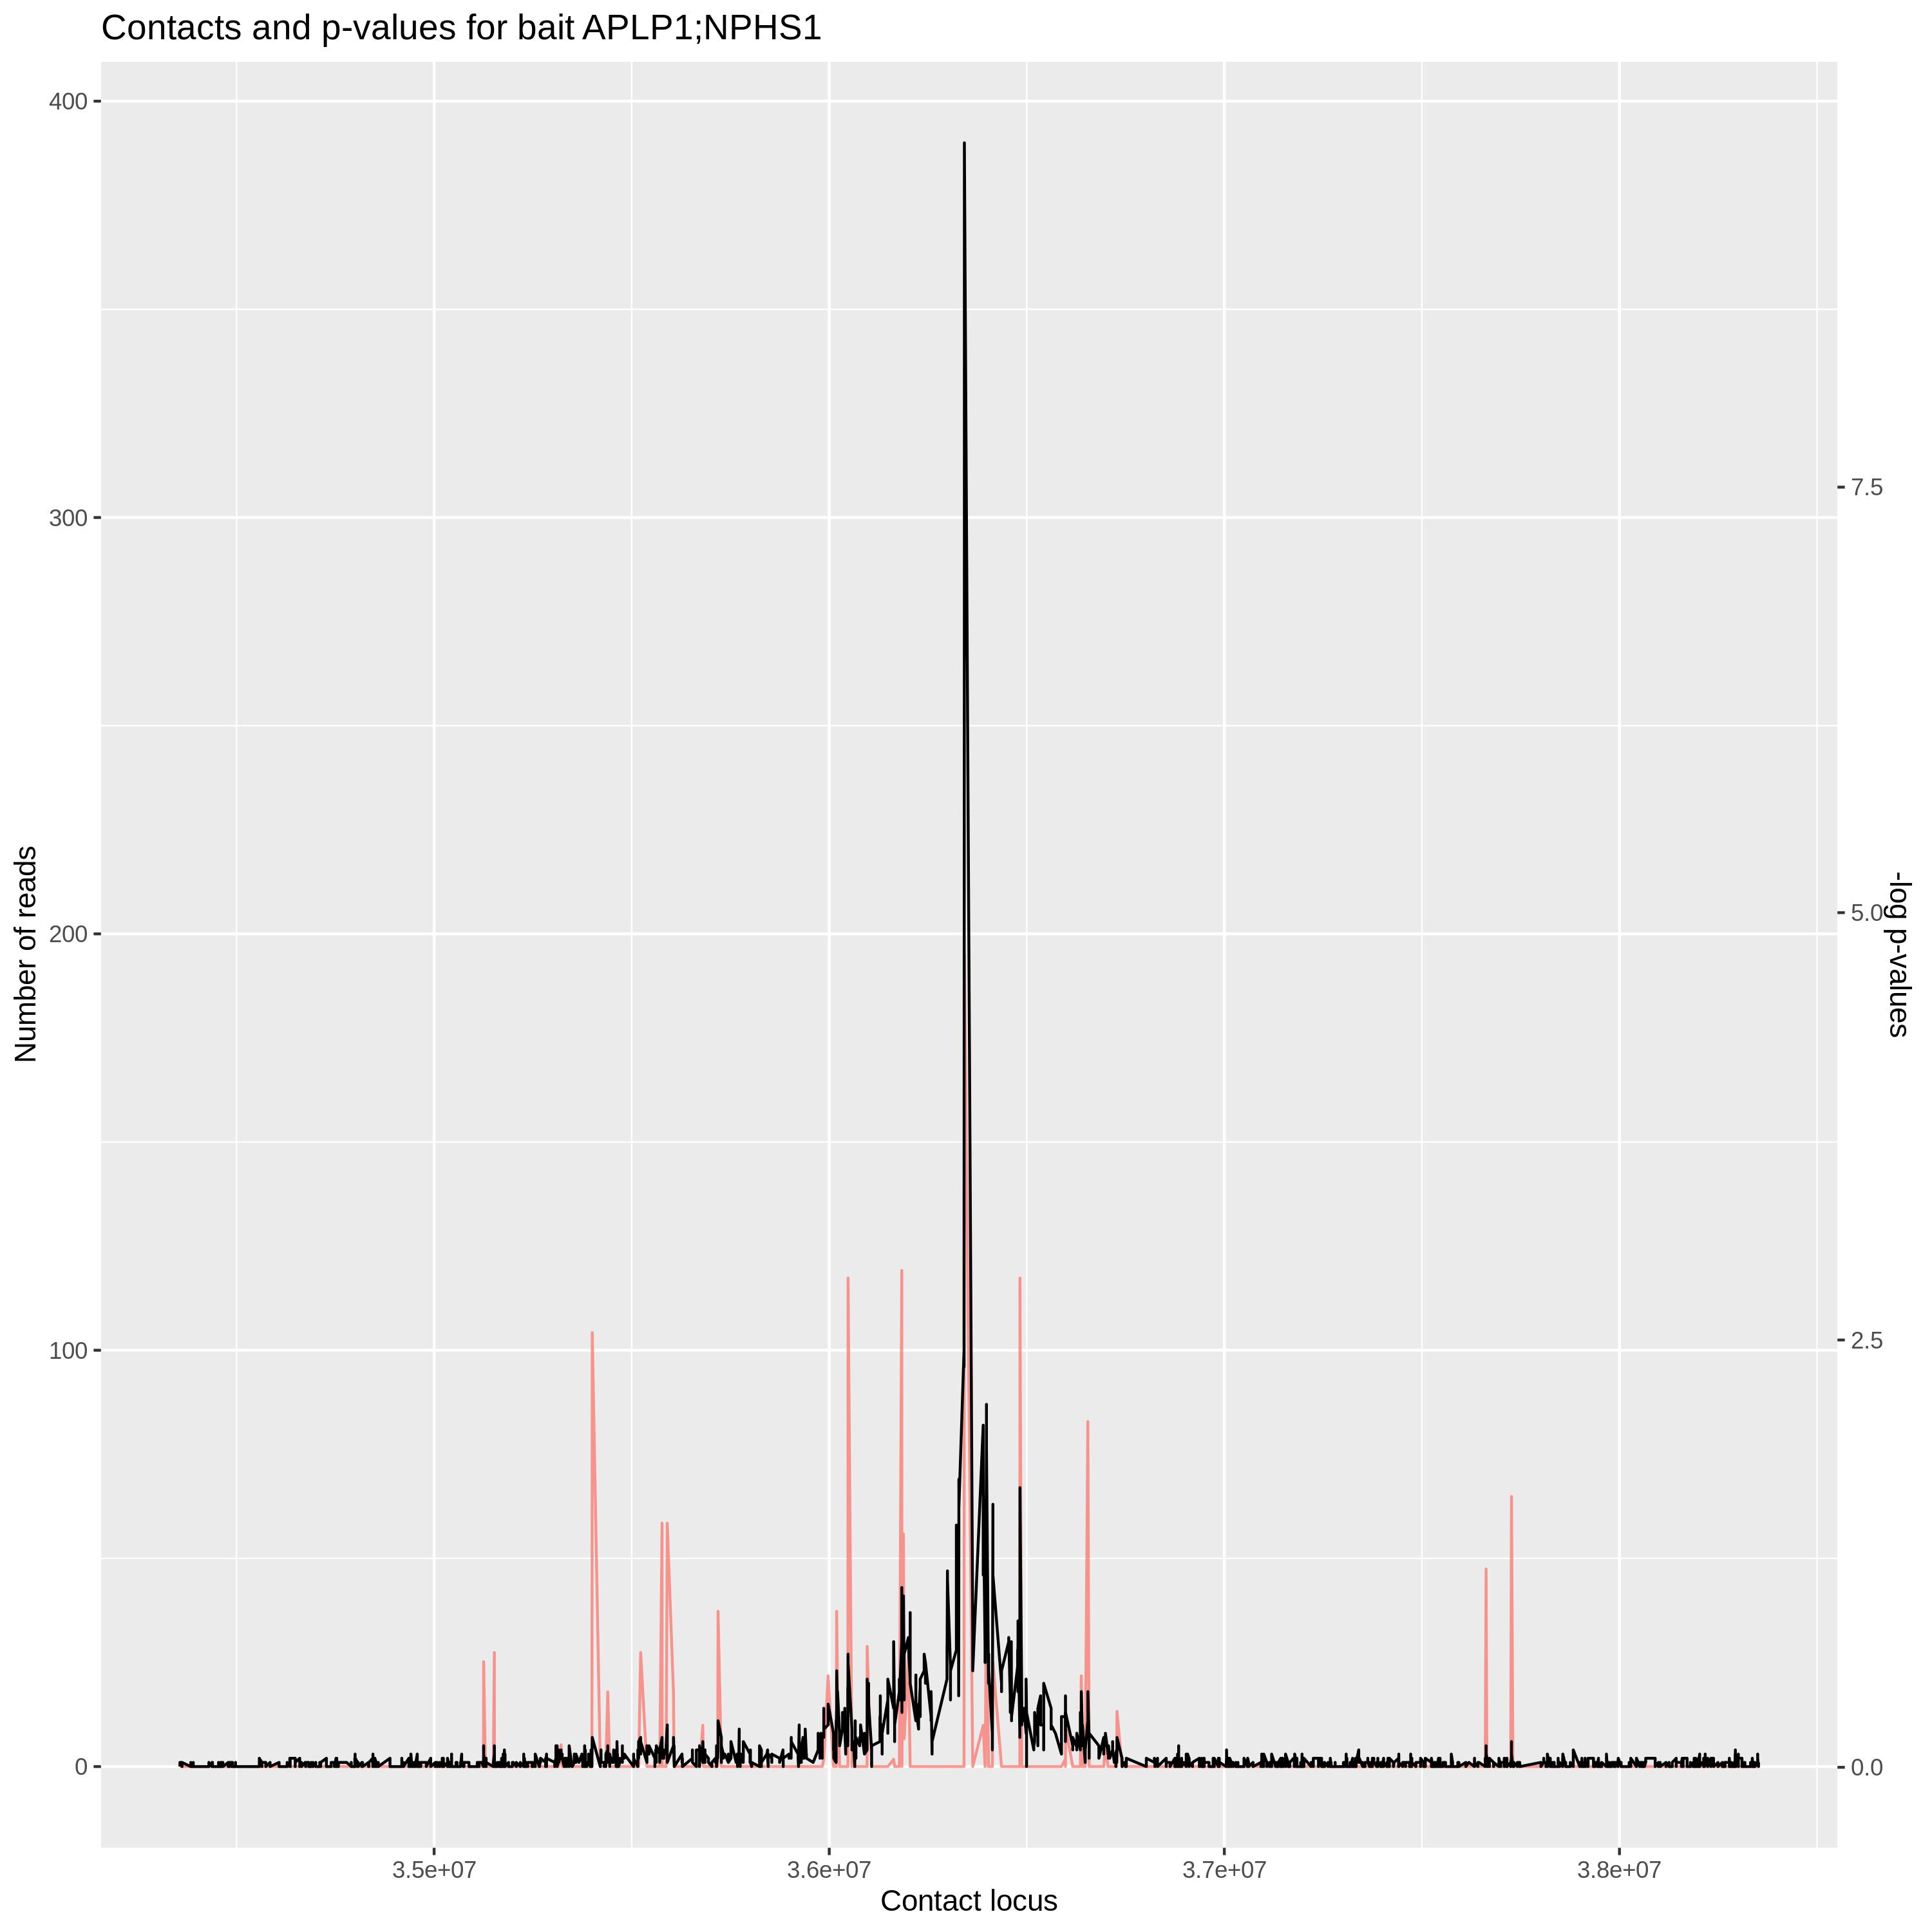 Contacts and p-values for bait APLP1;NPHS1
400
300
200
100
0
Number of reads
7.5
5.0
2.5
0.0
-log p-values
3.5e+07
3.6e+07
3.7e+07
3.8e+07
Contact locus